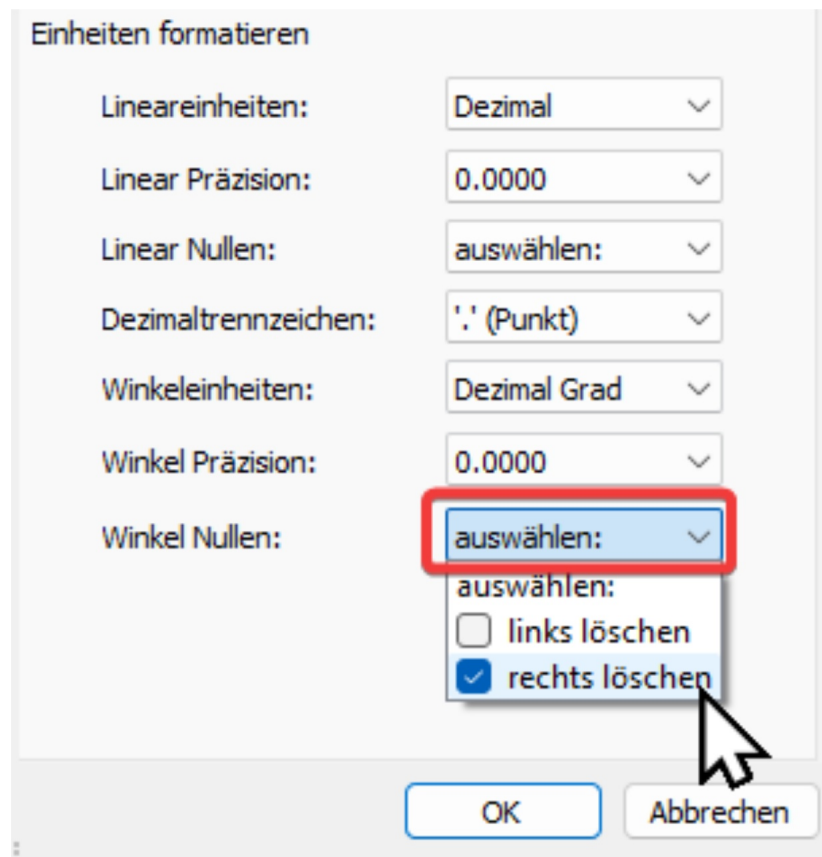 Einheiten formatieren
Lineareinheiten: Dezimal
Linear Präzision: 0.0000
Linear Nullen: auswählen:
Dezimaltrennzeichen: '.' (Punkt)
Winkeleinheiten: Dezimal Grad
Winkel Präzision: 0.0000
Winkel Nullen: auswählen:
auswählen:
links löschen
rechts löschen
OK Abbrechen